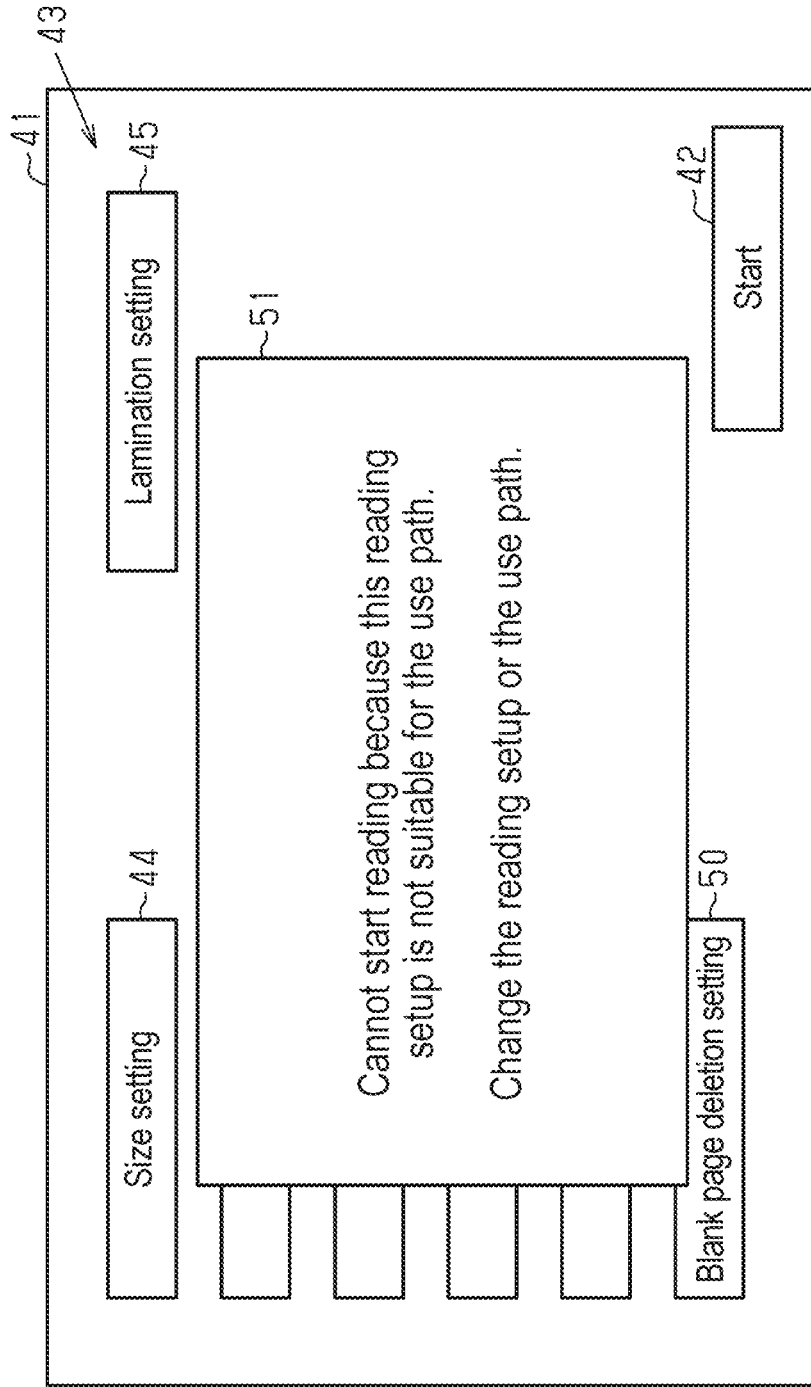 41
43
Size setting
44
Lamination setting
45
51
Cannot start reading because this reading
setup is not suitable for the use path.
Change the reading setup or the use path.
Blank page deletion setting
50
42
Start